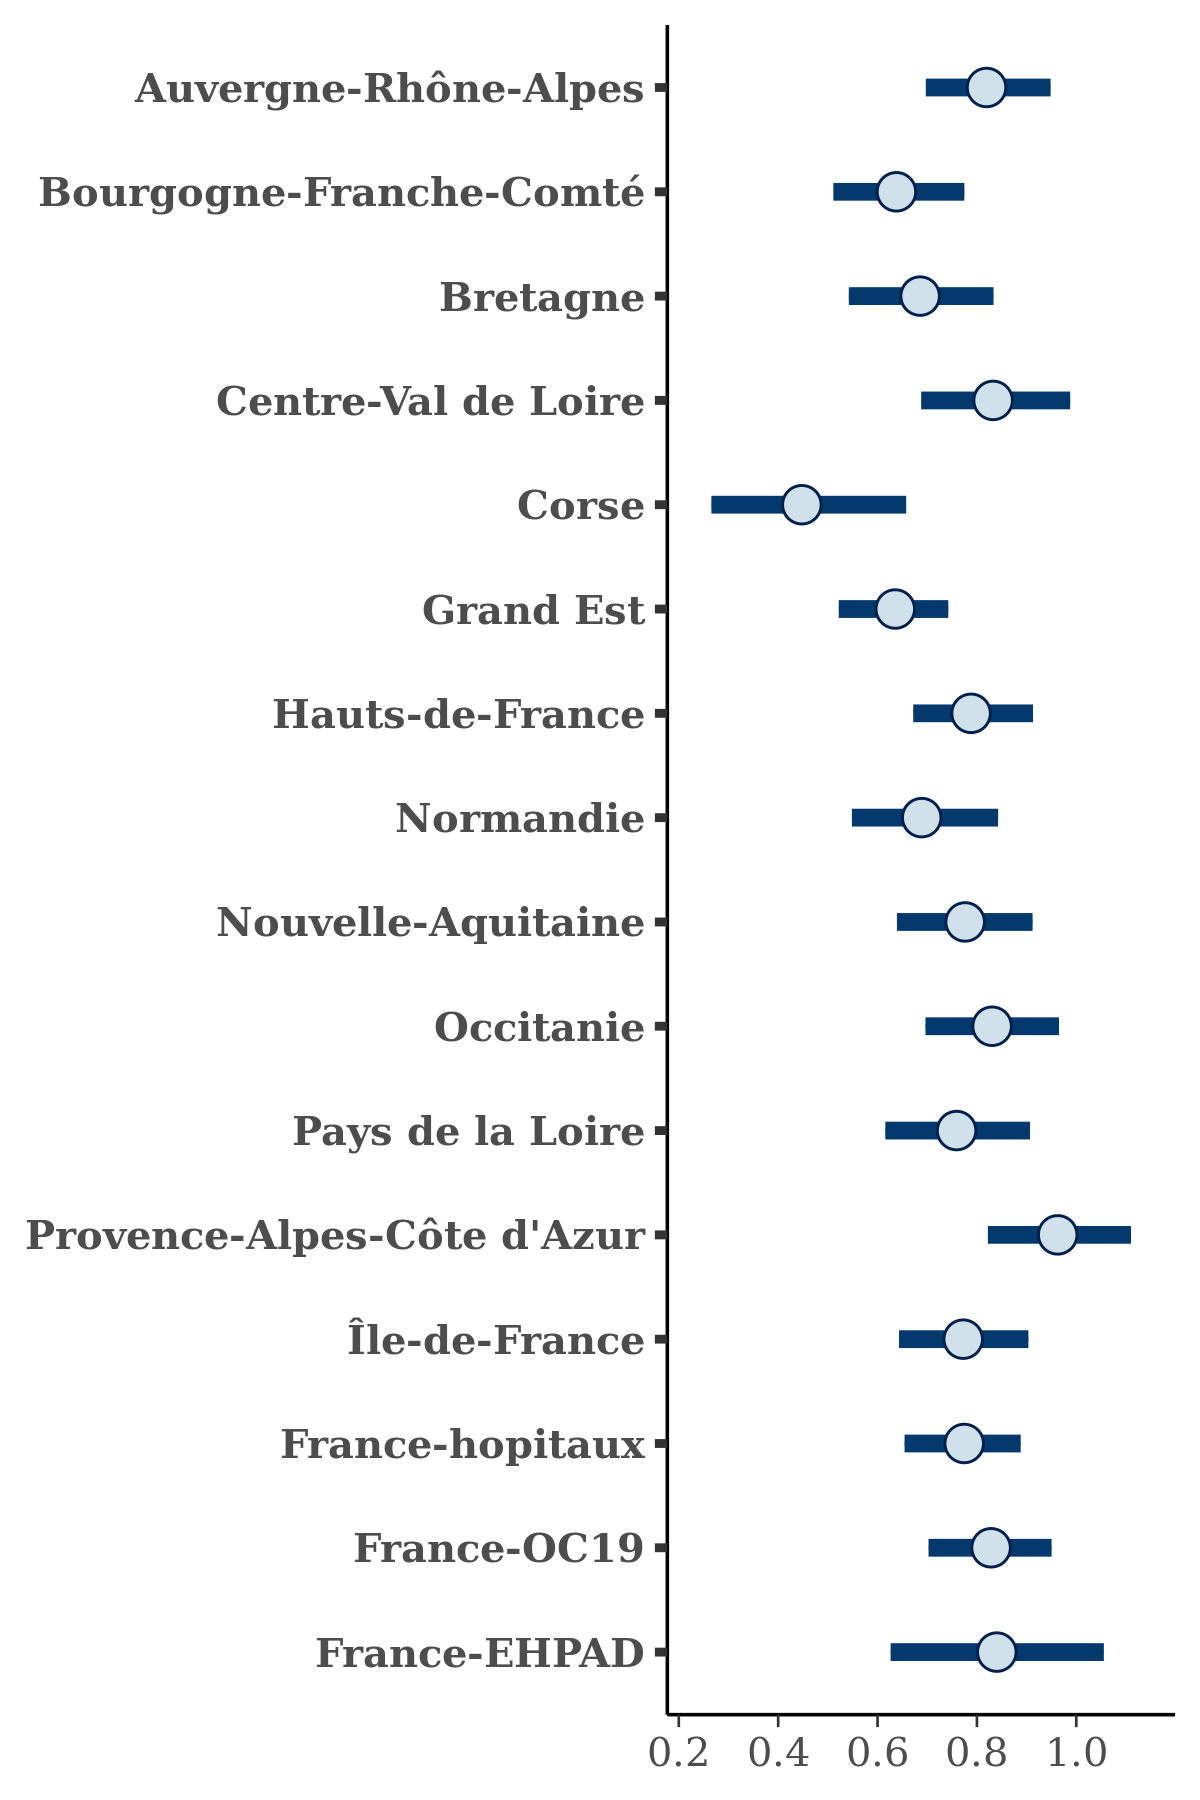 Auvergne-Rhône-Alpes
Bourgogne-Franche-Comté
Bretagne
Centre-Val de Loire
Corse
Grand Est
Hauts-de-France
Normandie
Nouvelle-Aquitaine
Occitanie
Pays de la Loire
Provence-Alpes-Côte d'Azur
Île-de-France
France-hopitaux
France-OC19
France-EHPAD
0.2 0.4 0.6 0.8 1.0